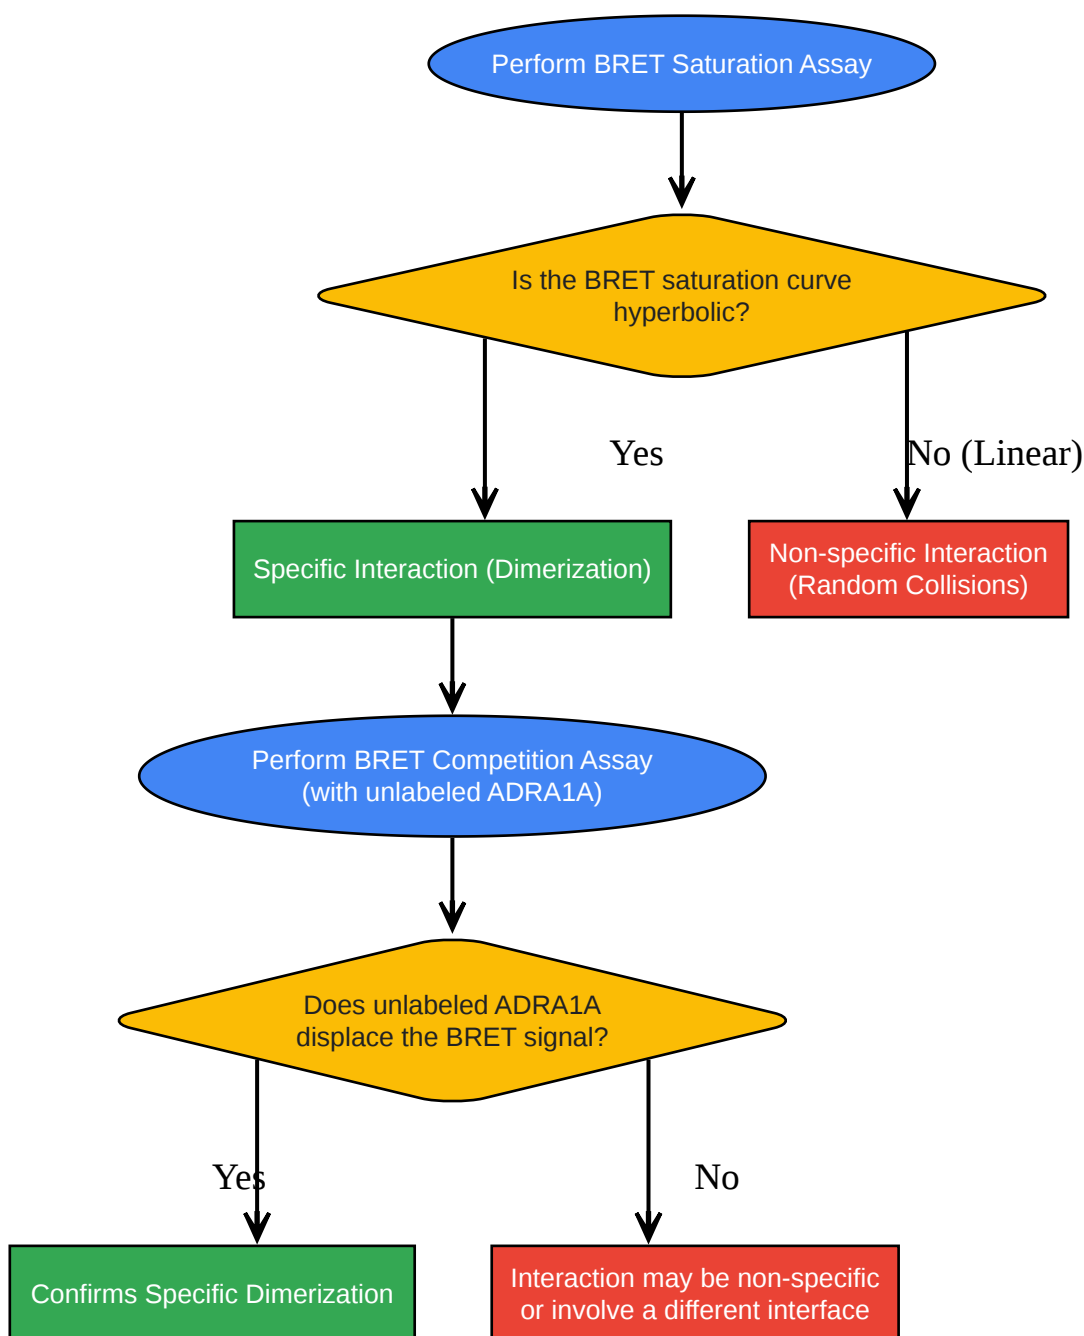 Perform BRET Saturation Assay
Is the BRET saturation curve
hyperbolic?
Yes
No (Linear)
Specific Interaction (Dimerization)
Non-specific Interaction
(Random Collisions)
Perform BRET Competition Assay
(with unlabeled ADRA1A)
Does unlabeled ADRA1A
displace the BRET signal?
Yes
No
Confirms Specific Dimerization
Interaction may be non-specific
or involve a different interface